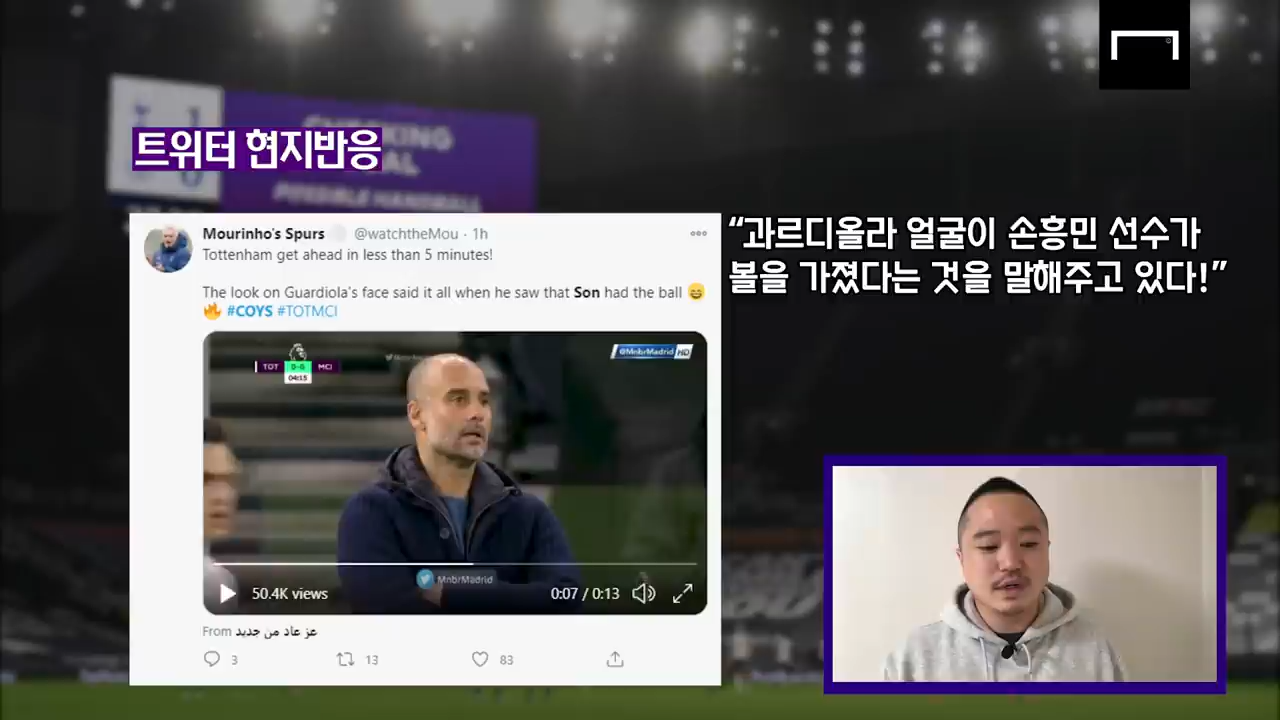 트위터 현지반응
Mourinho's Spurs @watchtheMou · 1h
Tottenham get ahead in less than 5 minutes!
The look on Guardiola's face said it all when he saw that Son had the ball 😄
🔥 #COYS #TOTMCI
TOT 0-0 MCI
04:15
@MnbrMadrid HD
MnbrMadrid
50.4K views
0:07 / 0:13
From عز عاد من جديد
3 13 83
“과르디올라 얼굴이 손흥민 선수가
볼을 가졌다는 것을 말해주고 있다!”
POSSIBLE HANDBALL